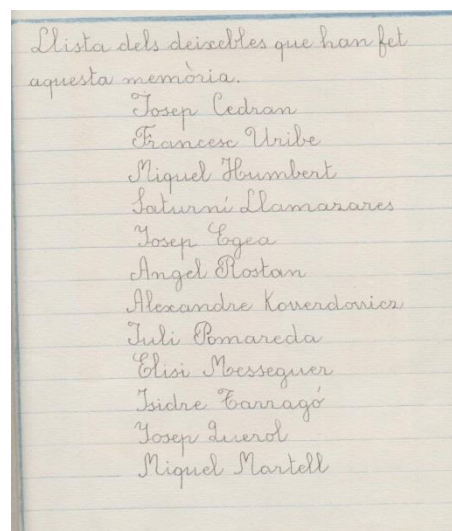 Llista dels deixebles que han fet
aquesta memòria.
Josep Cedran
Francesc Uribe
Miquel Humbert
Saturní Llamazares
Josep Egea
Angel Rostan
Alexandre Kowerdovicz
Juli Pomareda
Elisi Messeguer
Isidre Tarragó
Josep Querol
Miquel Martell